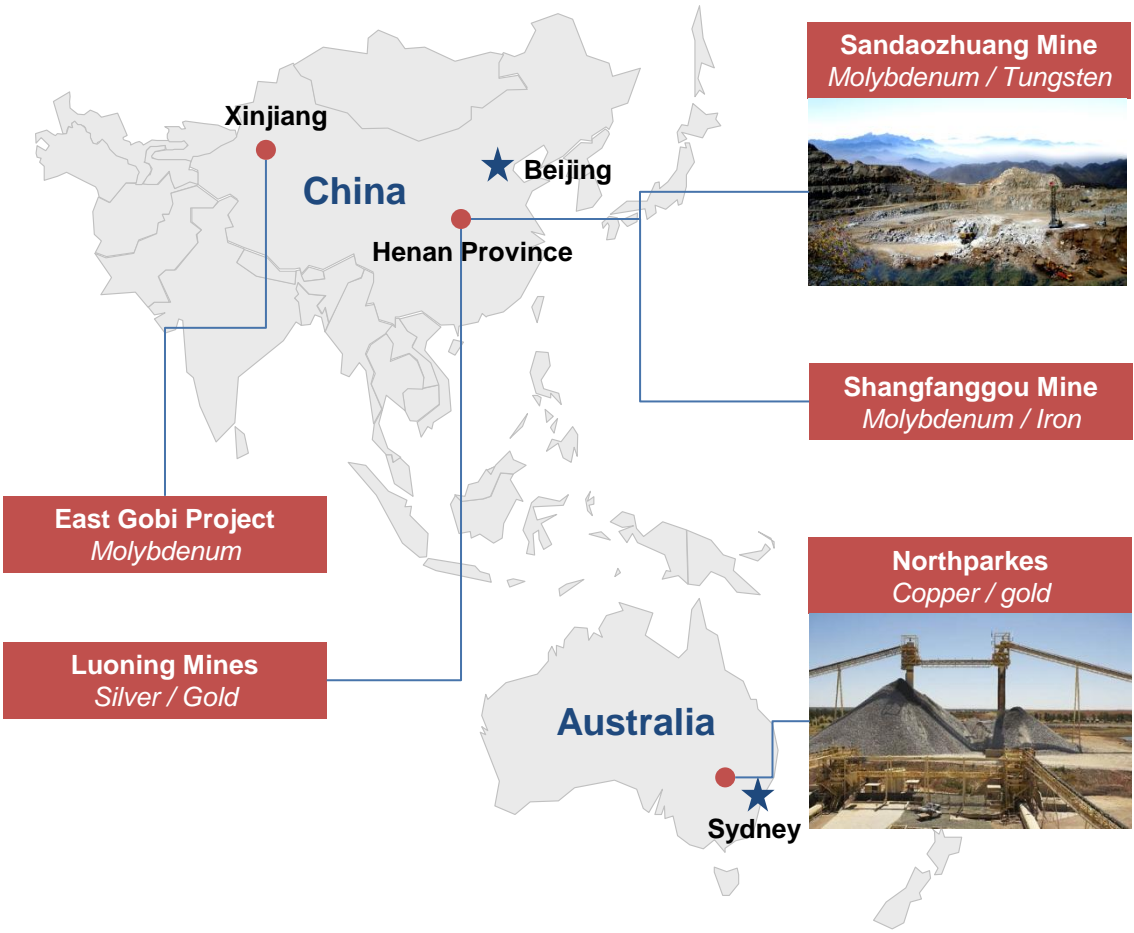 Sandaozhuang Mine
Molybdenum / Tungsten
Xinjiang
Beijing
China
Henan Province
Shangfanggou Mine
Molybdenum / Iron
East Gobi Project
Molybdenum
Northparkes
Copper / gold
Luoning Mines
Silver / Gold
Australia
Sydney